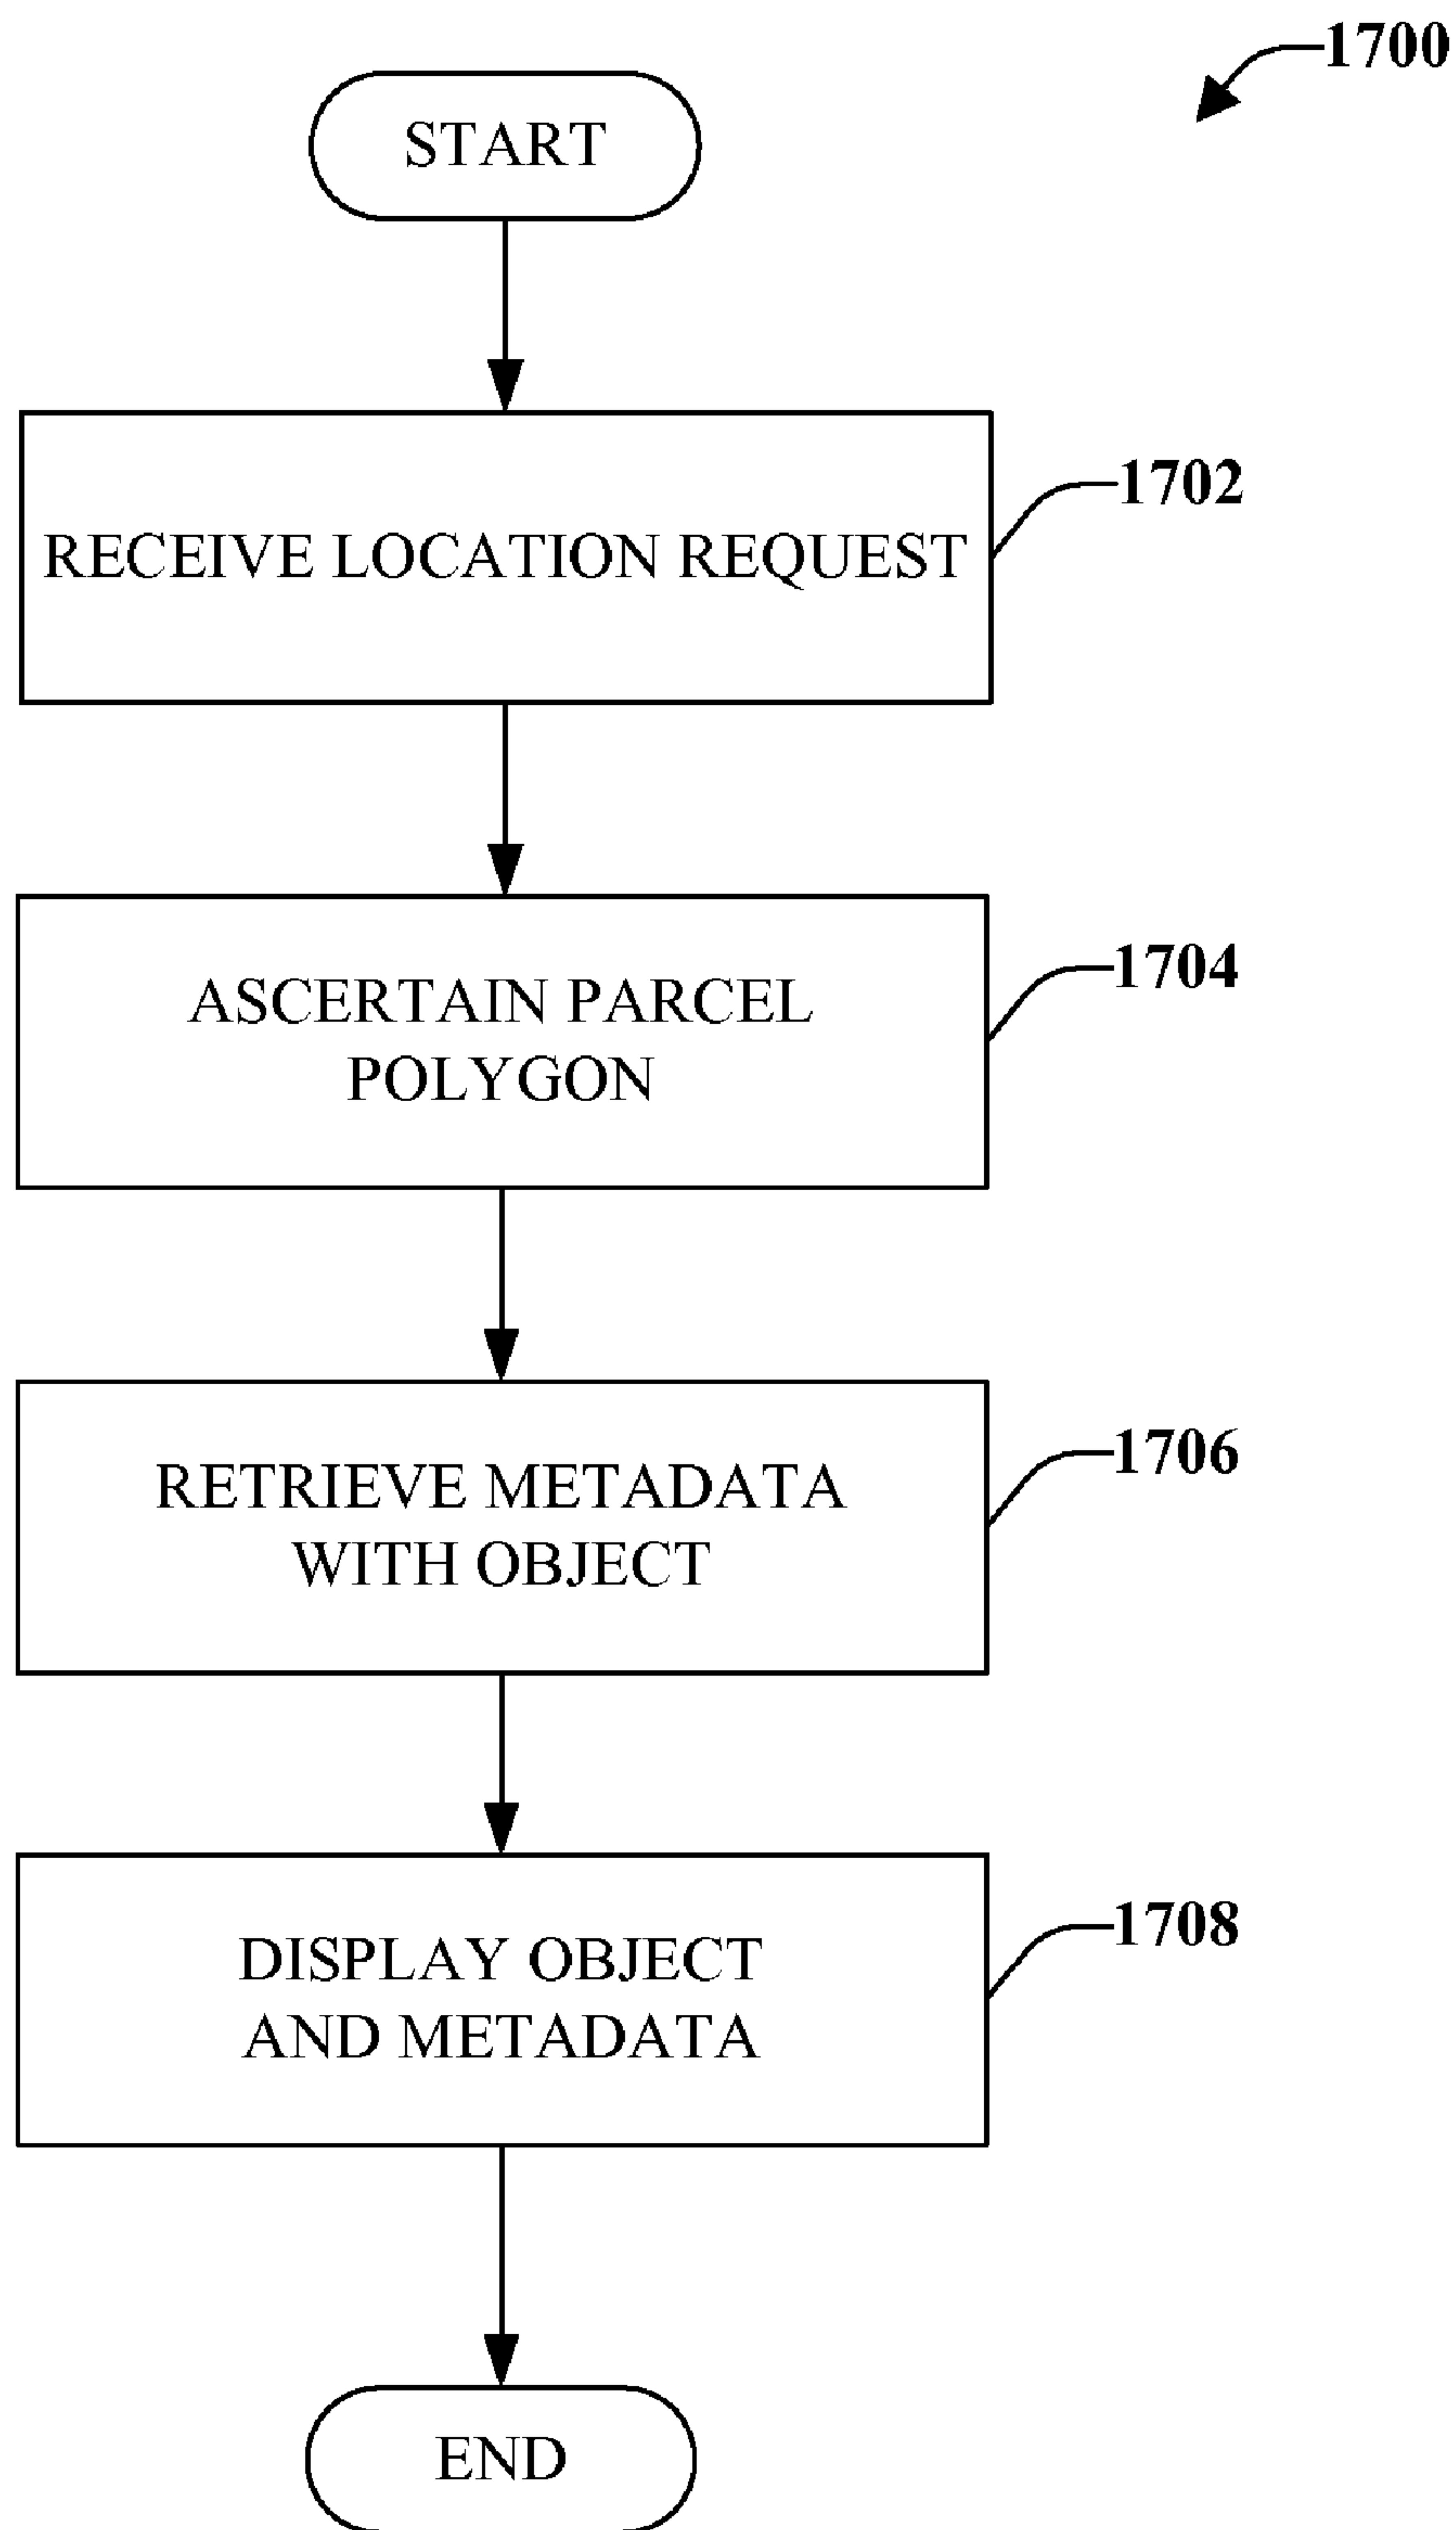 1700
START
RECEIVE LOCATION REQUEST
1702
ASCERTAIN PARCEL
POLYGON
1704
RETRIEVE METADATA
WITH OBJECT
1706
DISPLAY OBJECT
AND METADATA
1708
END